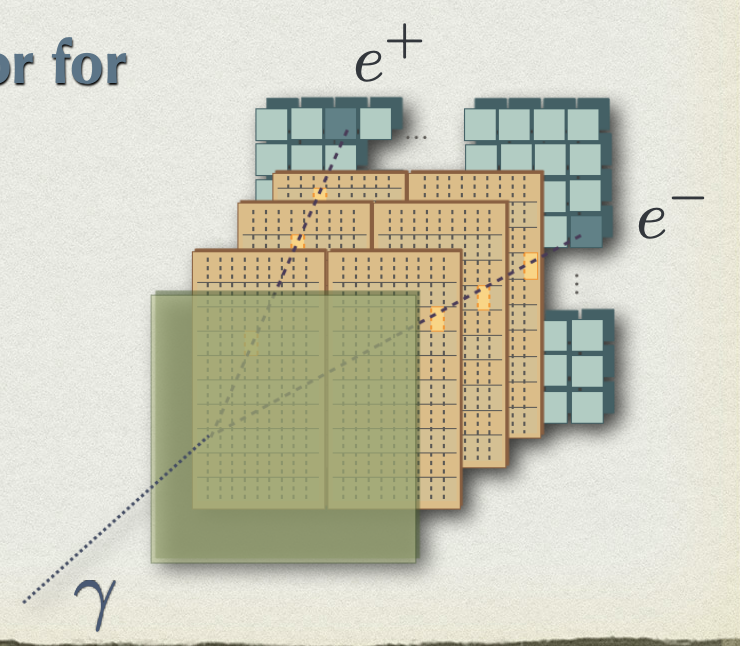 or for
e⁺
...
e⁻
...
γ